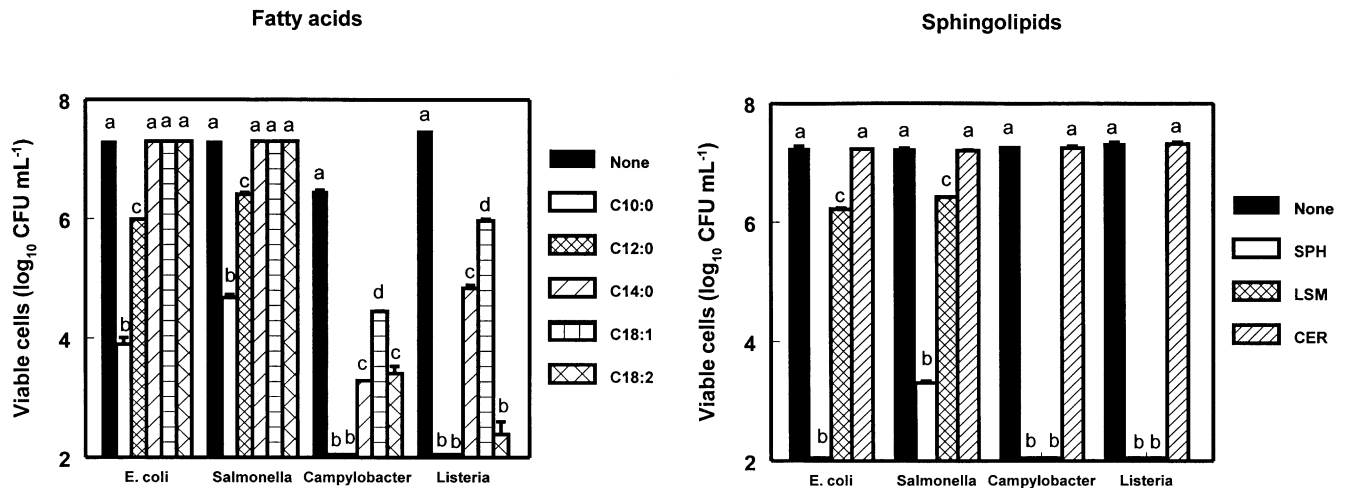 Fatty acids
Viable cells (log10 CFU mL-1)
8
6
4
2
a b c a a a
a b c a a a
a b b c d c
a b b c d b
E. coli Salmonella Campylobacter Listeria
None
C10:0
C12:0
C14:0
C18:1
C18:2
Sphingolipids
Viable cells (log10 CFU mL-1)
8
6
4
2
a b c a
a b c a
a b b a
a b b a
E. coli Salmonella Campylobacter Listeria
None
SPH
LSM
CER